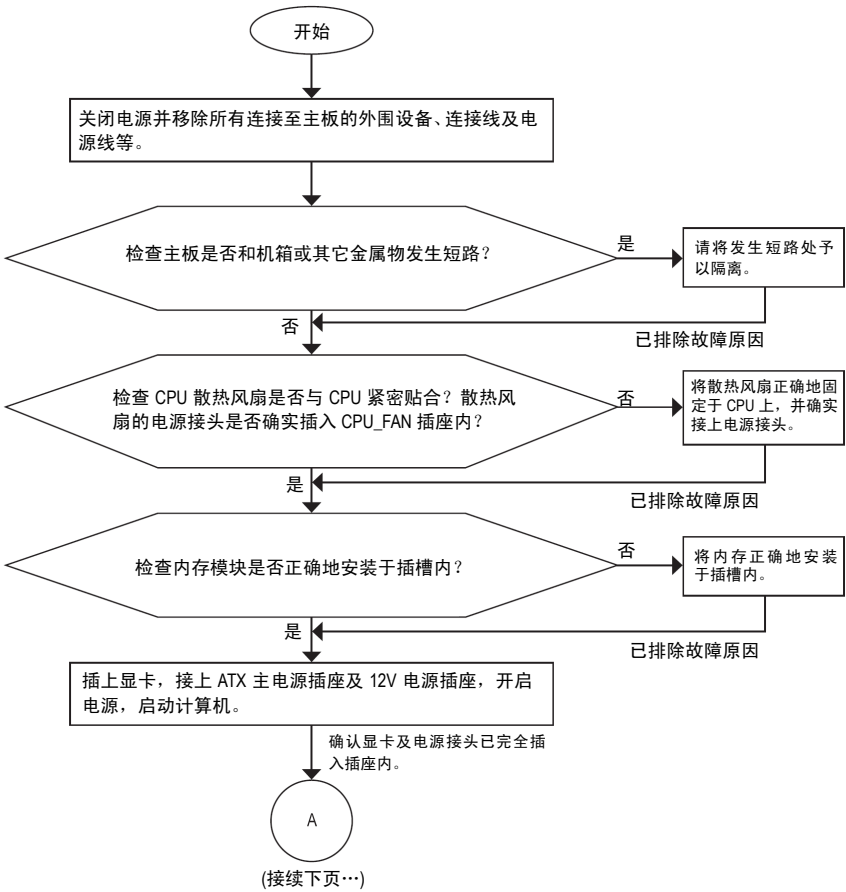 开始
关闭电源并移除所有连接至主板的外围设备、连接线及电
源线等。
检查主板是否和机箱或其它金属物发生短路？
是
请将发生短路处予
以隔离。
否
已排除故障原因
检查 CPU 散热风扇是否与 CPU 紧密贴合？散热风
扇的电源接头是否确实插入 CPU_FAN 插座内？
否
将散热风扇正确地固
定于 CPU 上，并确实
接上电源接头。
是
已排除故障原因
检查内存模块是否正确地安装于插槽内？
否
将内存正确地安装
于插槽内。
是
已排除故障原因
插上显卡，接上 ATX 主电源插座及 12V 电源插座，开启
电源，启动计算机。
确认显卡及电源接头已完全插
入插座内。
A
(接续下页…)